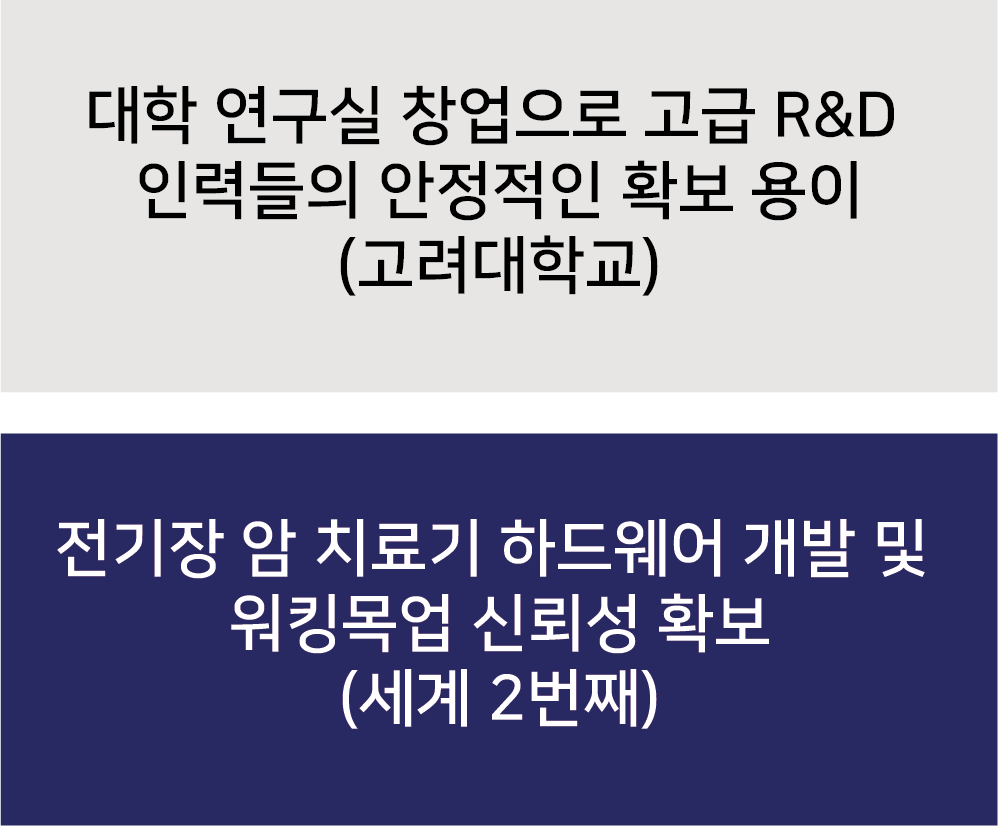 대학 연구실 창업으로 고급 R&D
인력들의 안정적인 확보 용이
(고려대학교)
전기장 암 치료기 하드웨어 개발 및
워킹목업 신뢰성 확보
(세계 2번째)